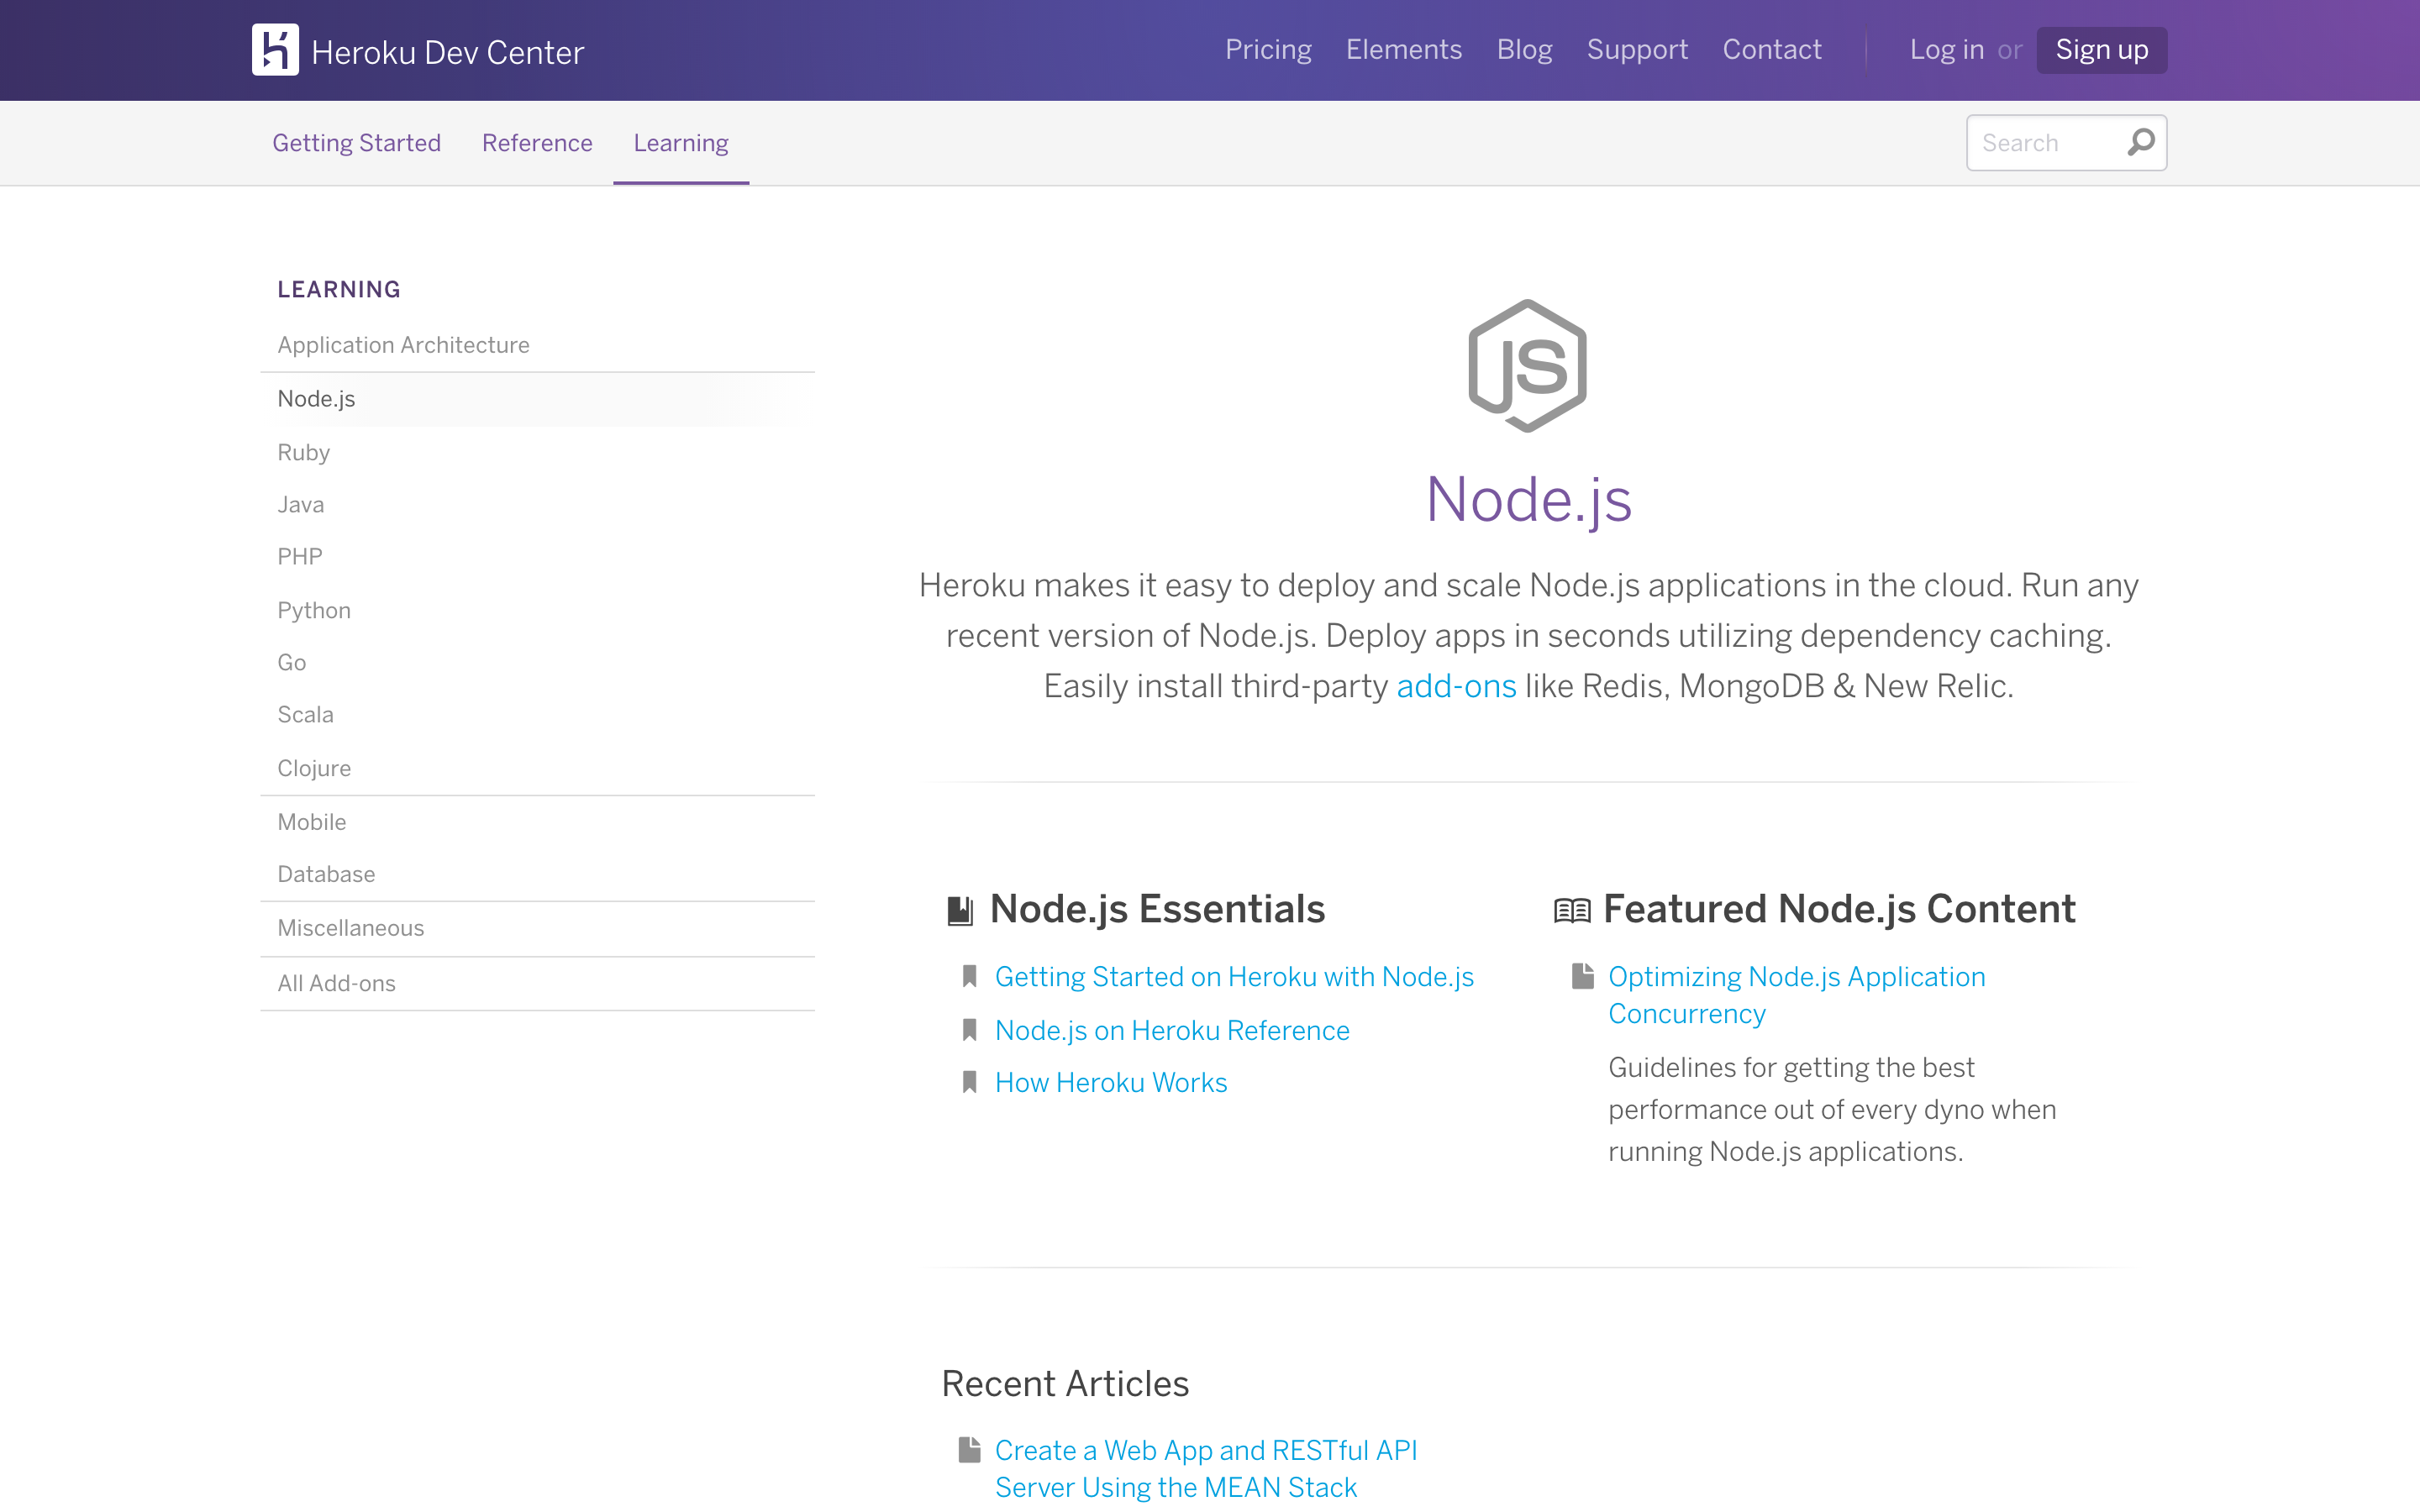 Heroku Dev Center
Pricing Elements Blog Support Contact Log in or Sign up
Getting Started Reference Learning
Search
LEARNING
Application Architecture
Node.js
Ruby
Java
PHP
Python
Go
Scala
Clojure
Mobile
Database
Miscellaneous
All Add-ons
JS
Node.js
Heroku makes it easy to deploy and scale Node.js applications in the cloud. Run any
recent version of Node.js. Deploy apps in seconds utilizing dependency caching.
Easily install third-party add-ons like Redis, MongoDB & New Relic.
Node.js Essentials
Getting Started on Heroku with Node.js
Node.js on Heroku Reference
How Heroku Works
Featured Node.js Content
Optimizing Node.js Application
Concurrency
Guidelines for getting the best
performance out of every dyno when
running Node.js applications.
Recent Articles
Create a Web App and RESTful API
Server Using the MEAN Stack